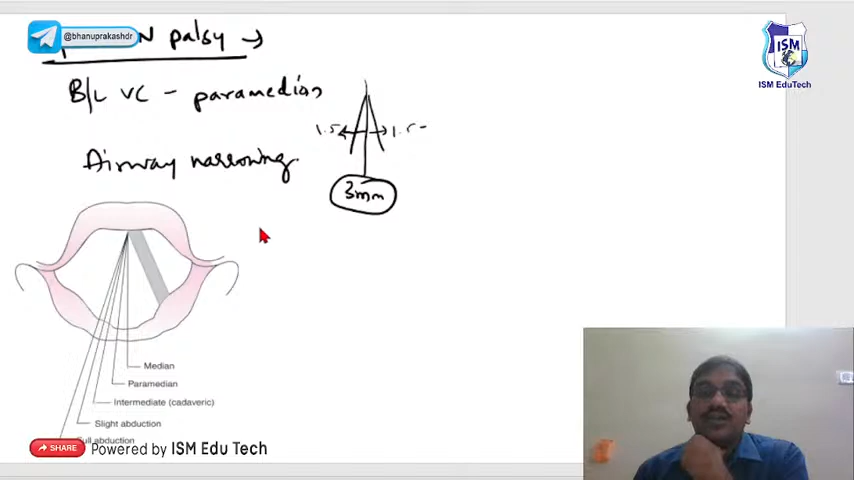 @bhanuprakashdr
N palsy →
B/L VC - paramedian
1.5 1.5
Airway narrowing
3mm
ISM
ISM EduTech
Median
Paramedian
Intermediate (cadaveric)
Slight abduction
Full abduction
SHARE Powered by ISM Edu Tech